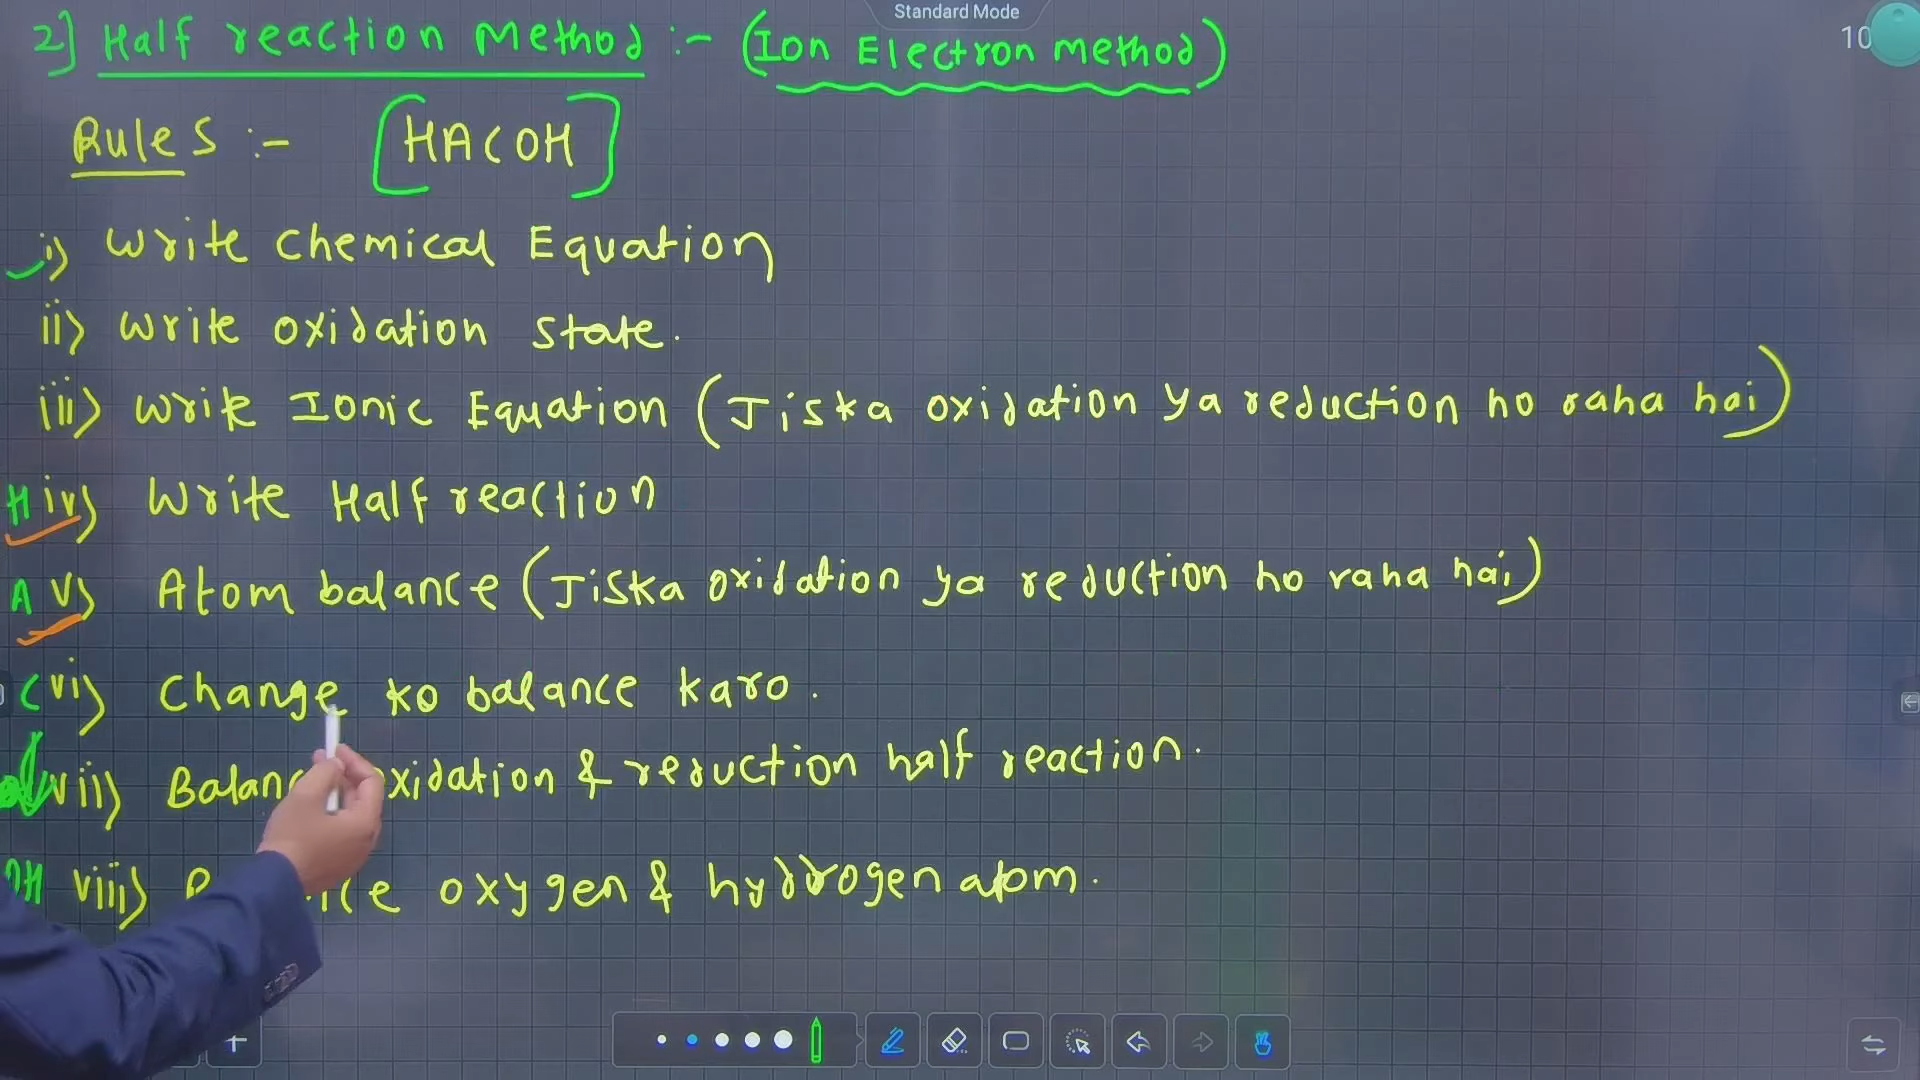 Standard Mode
10
2] Half reaction Method :- (Ion Electron method)
Rules :- [HACOH]
i) Write Chemical Equation
ii) Write oxidation state.
iii) Write Ionic Equation (Jiska oxidation ya reduction ho raha hai)
H iv) Write Half reaction
A v) Atom balance (Jiska oxidation ya reduction ho raha hai)
C vi) Change ko balance karo.
vii) oxidation & reduction half reaction.
OH viii) oxygen & hydrogen atom.